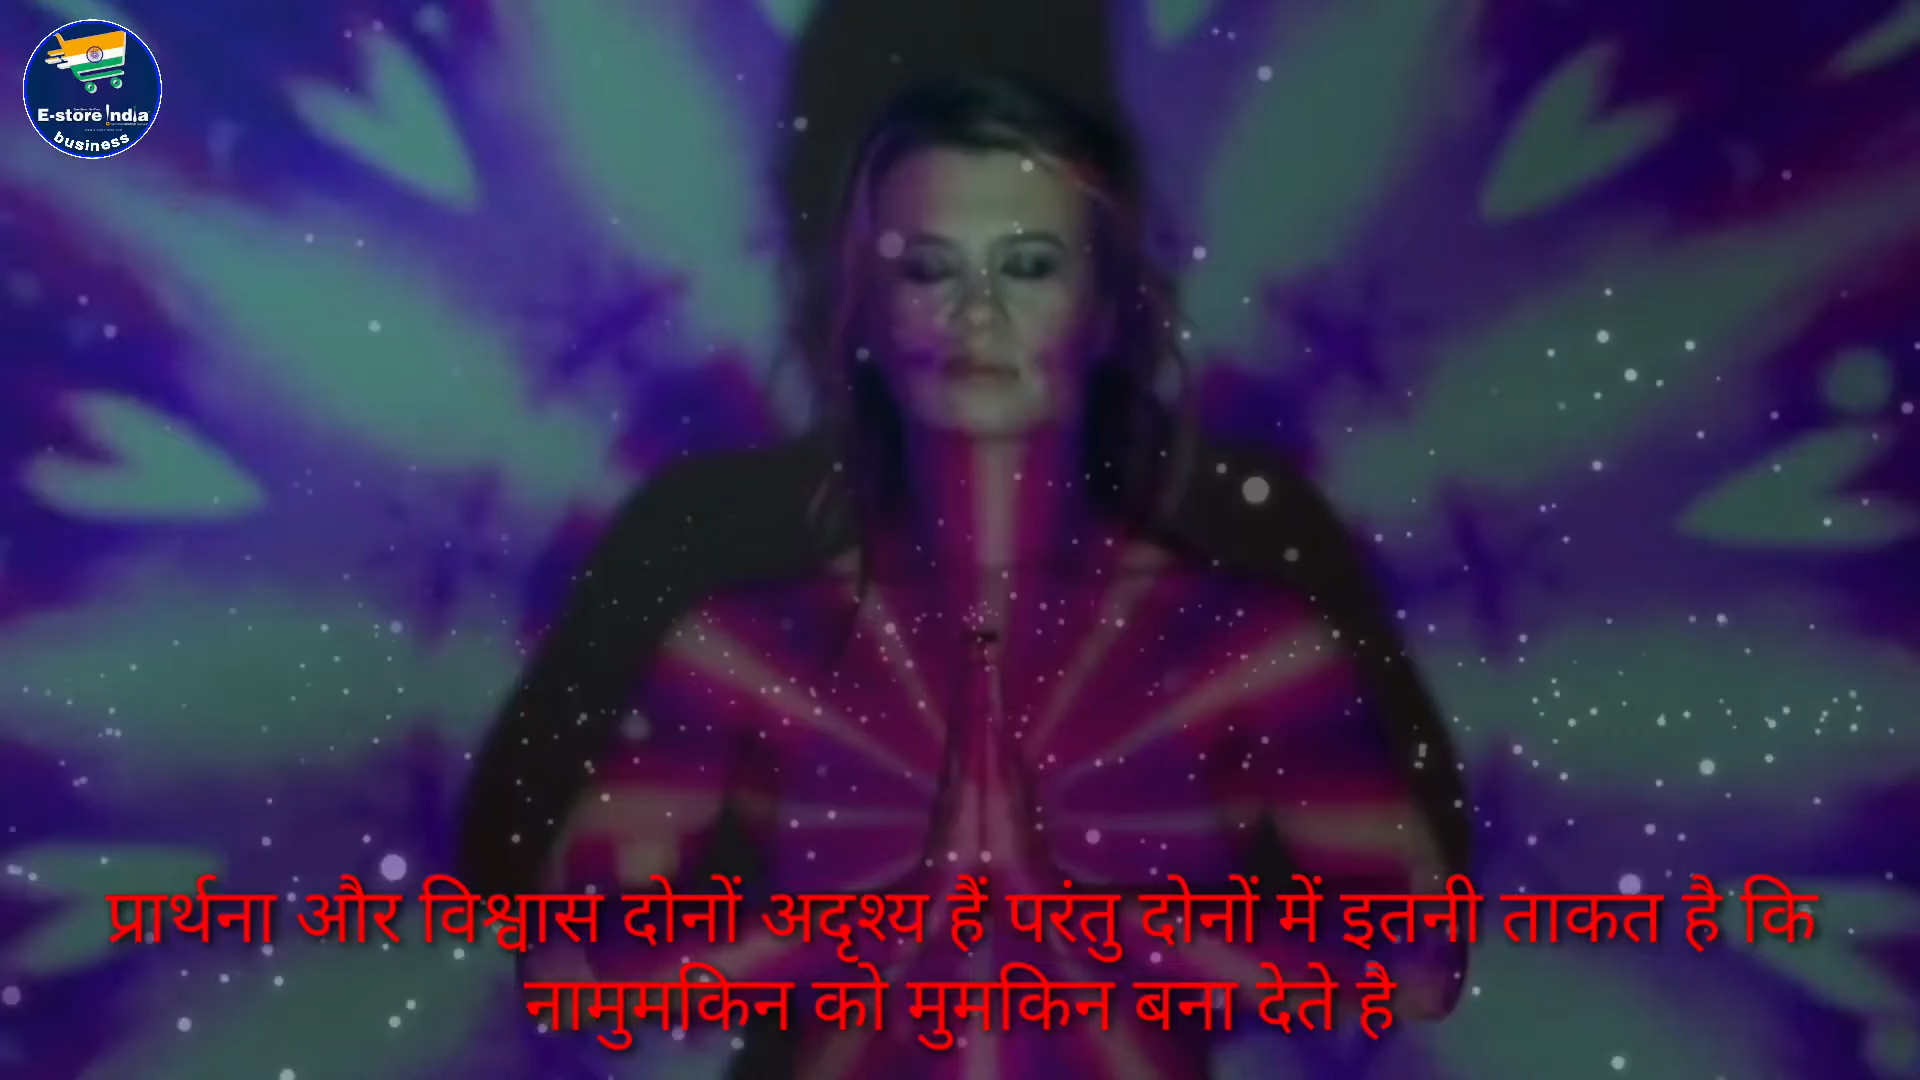 E-store India
business
प्रार्थना और विश्वास दोनों अदृश्य हैं परंतु दोनों में इतनी ताकत है कि
नामुमकिन को मुमकिन बना देते है